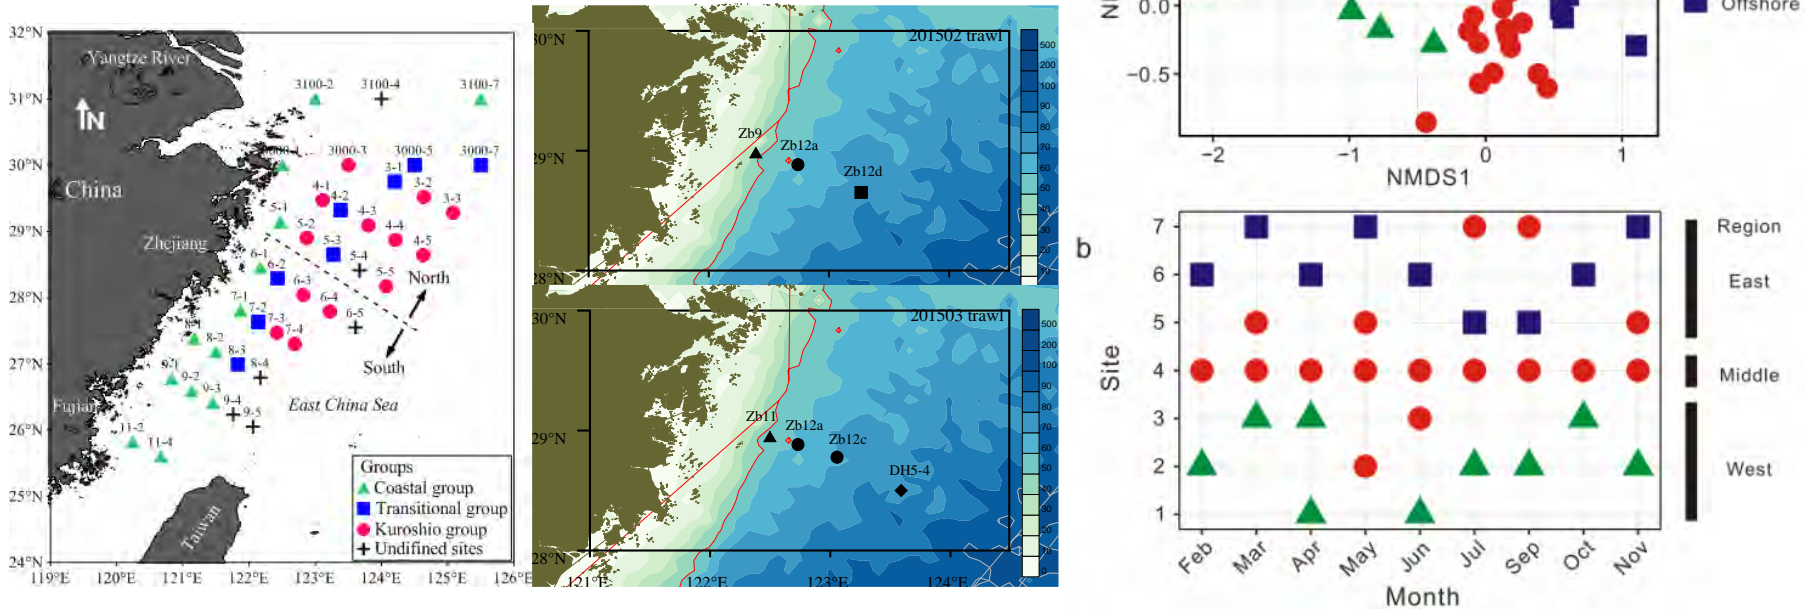 32°N
31°N
30°N
29°N
28°N
27°N
26°N
25°N
24°N
119°E 120°E 121°E 122°E 123°E 124°E 125°E 126°E
Yangtze River
N
China
Zhejiang
Fujian
Taiwan
East China Sea
North
South
3100-2 3100-4 3100-7
3000-3 3000-5 3000-7
3-1
3-2
3-3
4-1
4-2
4-3
4-4
4-5
5-1
5-2
5-3
5-4
5-5
6-1
6-2
6-3
6-4
6-5
7-1
7-2
7-3
7-4
8-1
8-2
8-3
8-4
9-1
9-2
9-3
9-4
9-5
11-2
11-4
Groups
Coastal group
Transitional group
Kuroshio group
Undifined sites
30°N
29°N
28°N
201502 trawl
Zb9
Zb12a
Zb12d
500
200
100
90
80
70
60
50
40
30
20
30°N
29°N
28°N
121°E 122°E 123°E 124°E
201503 trawl
Zb11
Zb12a
Zb12c
DH5-4
500
200
100
90
80
70
60
50
40
30
20
0
0.0
−0.5
−2 −1 0 1
NMDS1
Offshore
b
Site
7
6
5
4
3
2
1
Feb Mar Apr May Jun Jul Sep Oct Nov
Month
Region
East
Middle
West